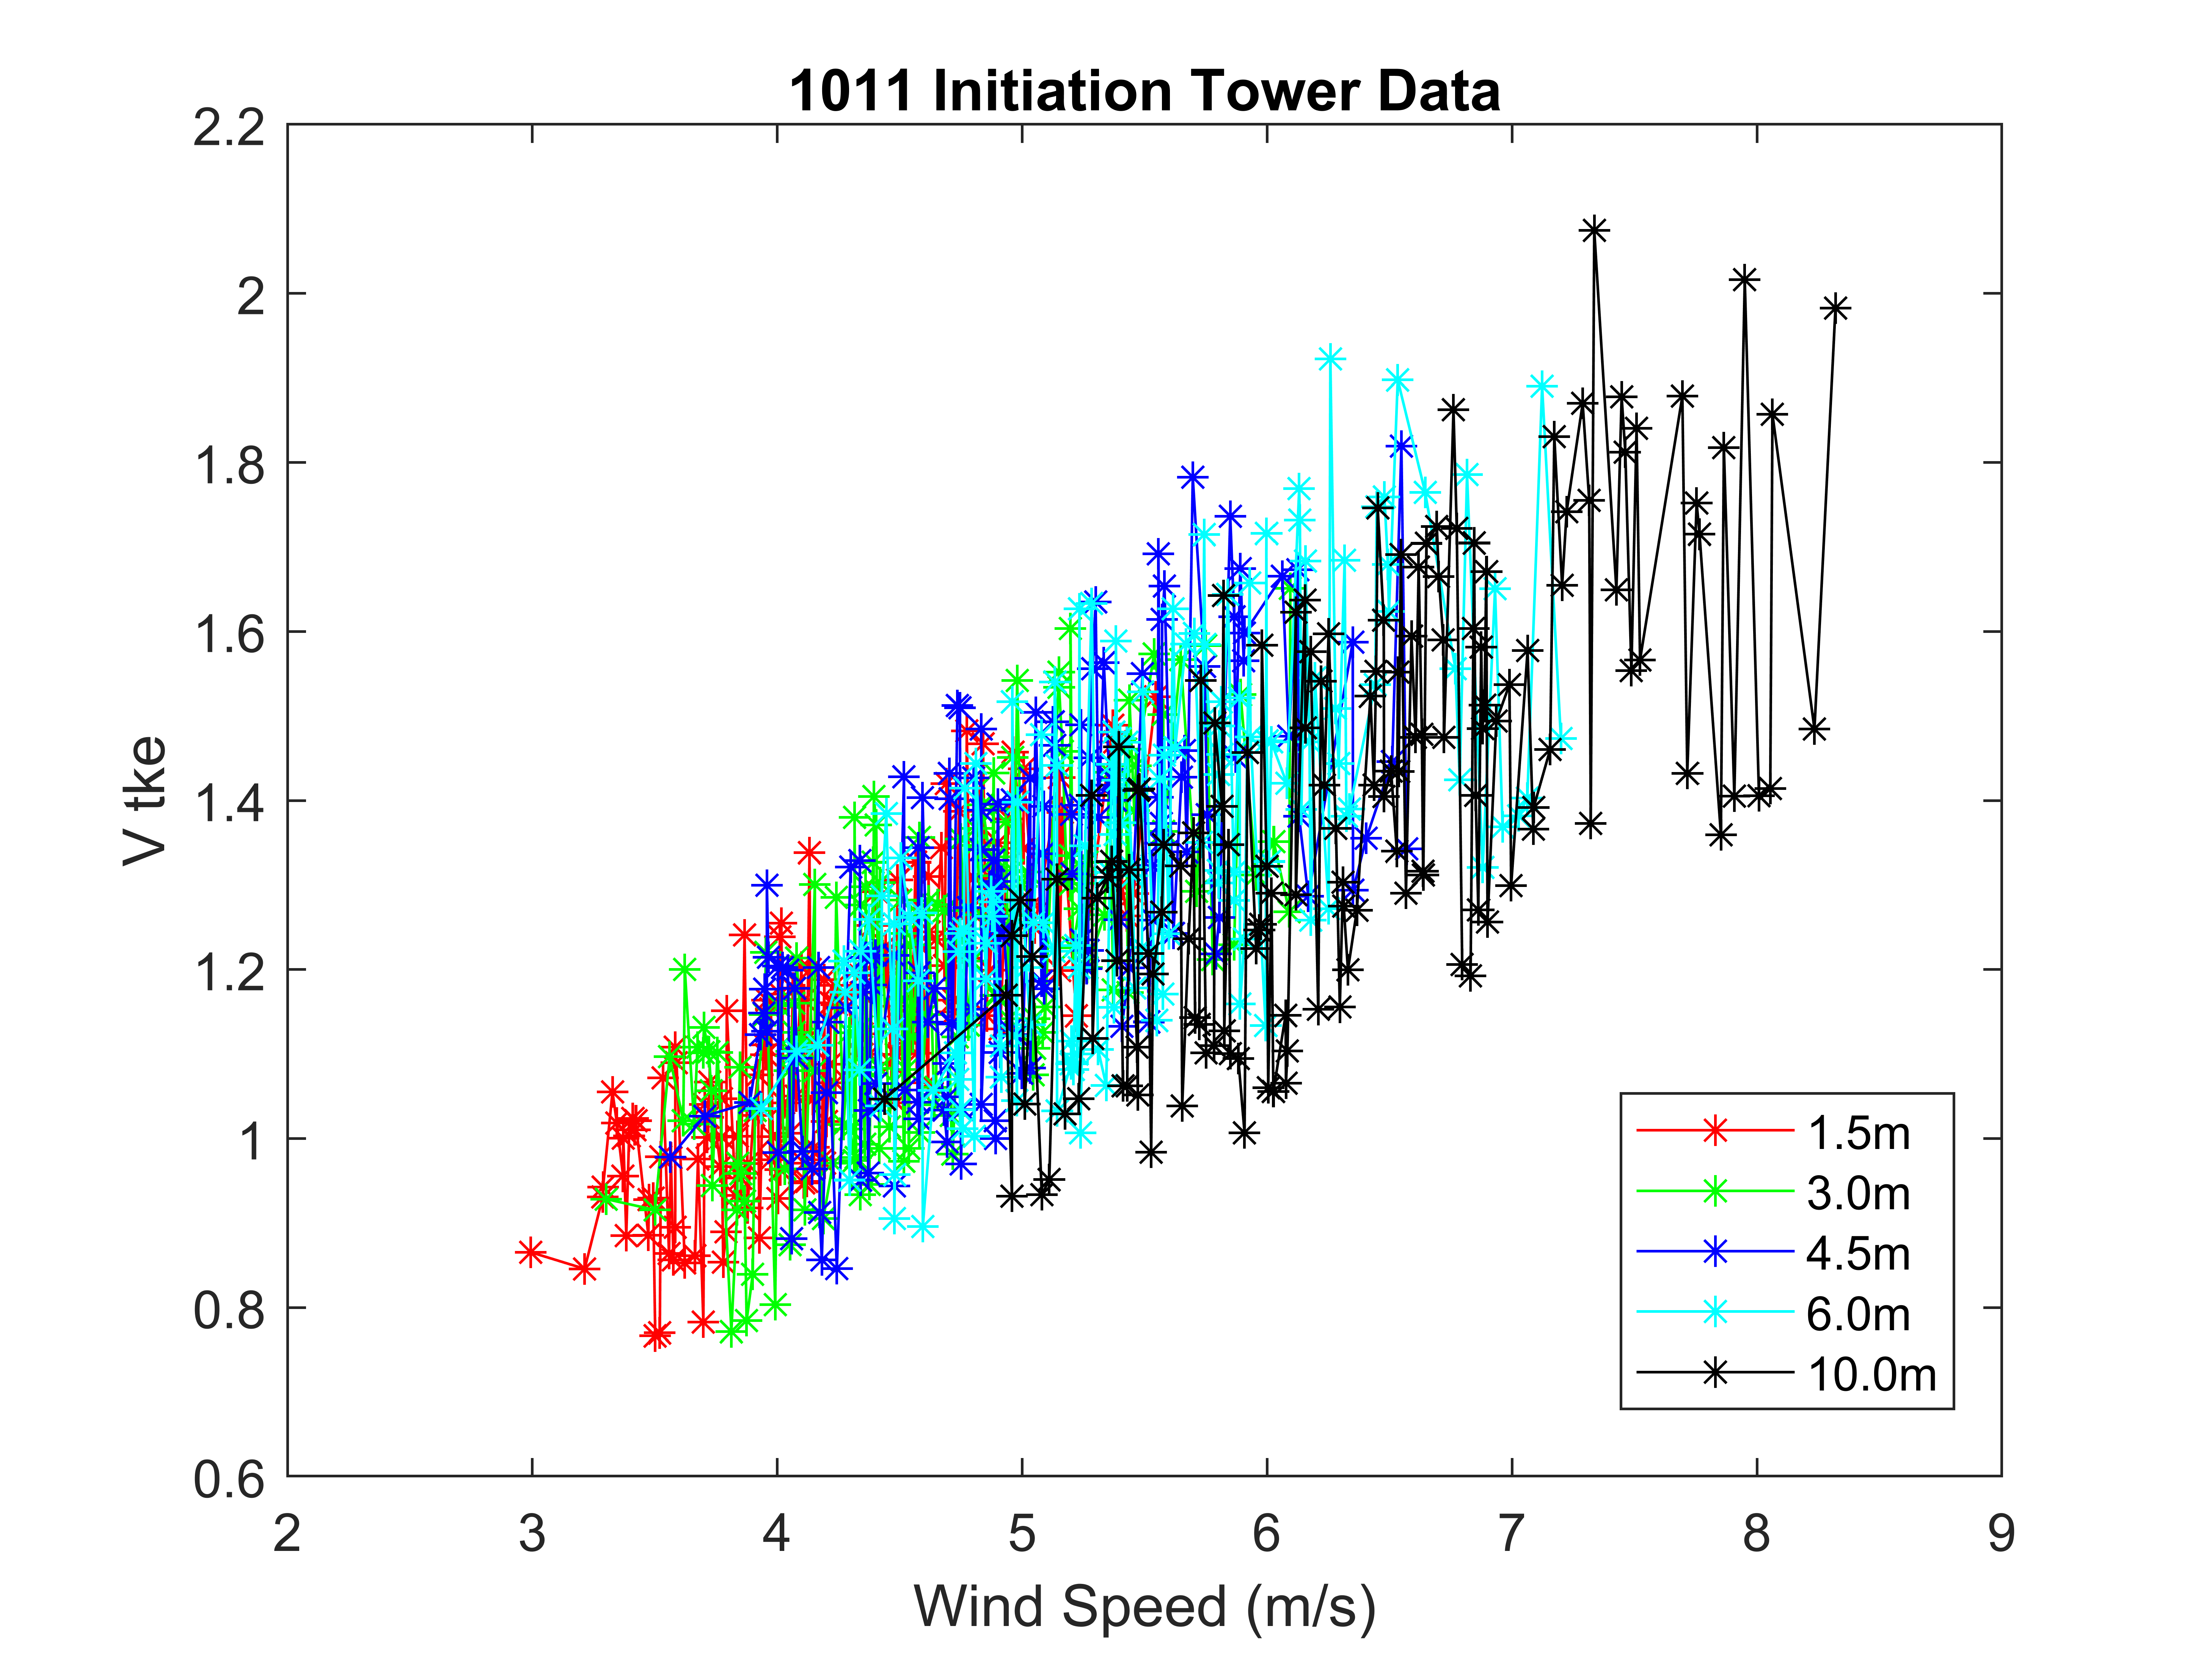 1011 Initiation Tower Data
2.2
2
1.8
1.6
1.4
1.2
1
0.8
0.6
V tke
2 3 4 5 6 7 8 9
Wind Speed (m/s)
1.5m
3.0m
4.5m
6.0m
10.0m